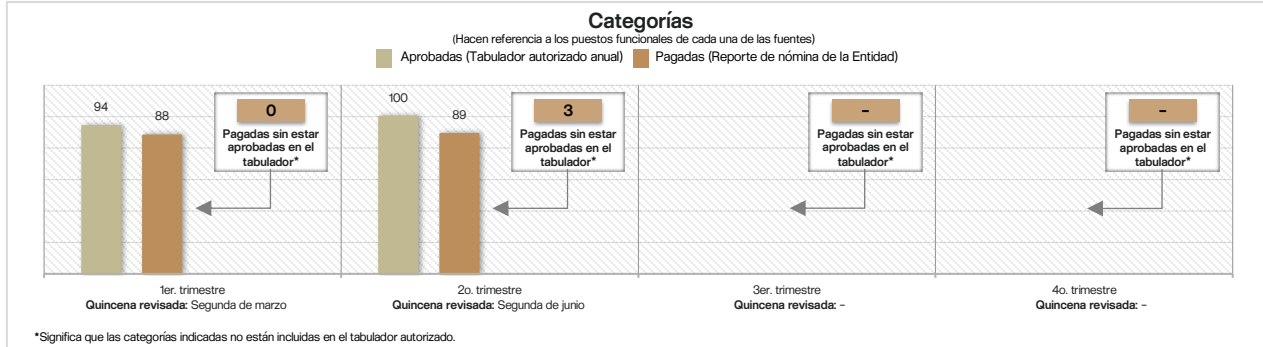 Categorías
(Hacen referencia a los puestos funcionales de cada una de las fuentes)
Aprobadas (Tabulador autorizado anual) Pagadas (Reporte de nómina de la Entidad)
94
88
0
Pagadas sin estar
aprobadas en el
tabulador*
100
89
3
Pagadas sin estar
aprobadas en el
tabulador*
-
Pagadas sin estar
aprobadas en el
tabulador*
-
Pagadas sin estar
aprobadas en el
tabulador*
1er. trimestre
Quincena revisada: Segunda de marzo
2o. trimestre
Quincena revisada: Segunda de junio
3er. trimestre
Quincena revisada: -
4o. trimestre
Quincena revisada: -
*Significa que las categorías indicadas no están incluidas en el tabulador autorizado.